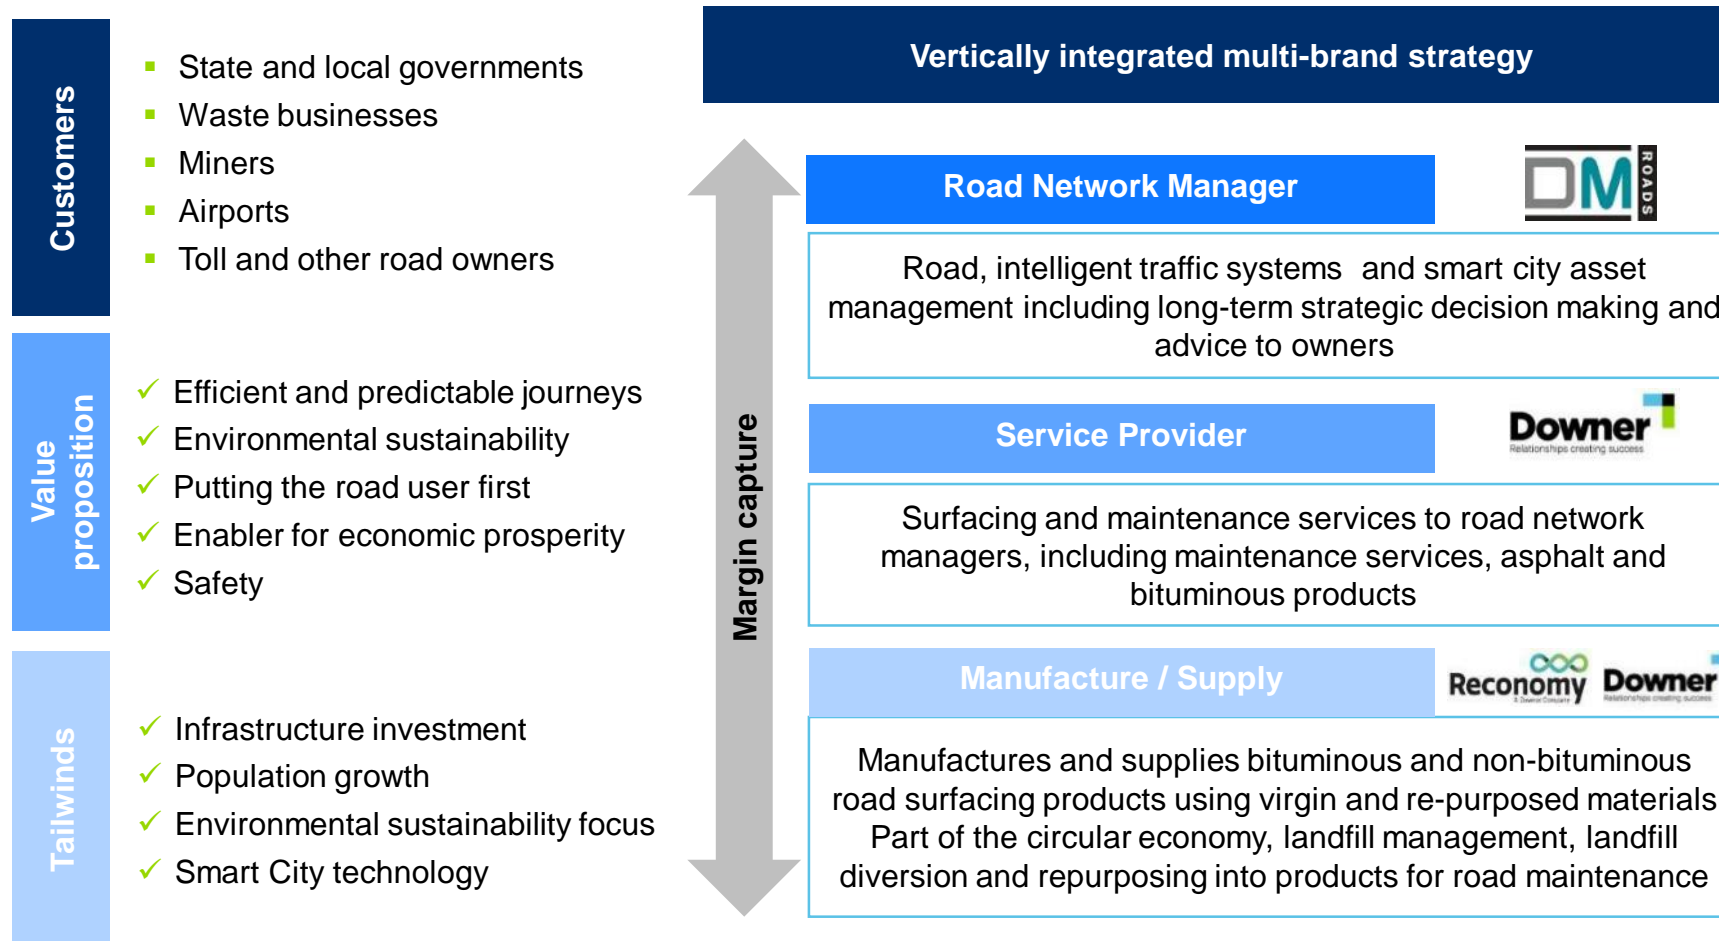 Customers
State and local governments
Waste businesses
Miners
Airports
Toll and other road owners
Value
proposition
Efficient and predictable journeys
Environmental sustainability
Putting the road user first
Enabler for economic prosperity
Safety
Tailwinds
Infrastructure investment
Population growth
Environmental sustainability focus
Smart City technology
Vertically integrated multi-brand strategy
Margin capture
Road Network Manager
DM ROADS
Road, intelligent traffic systems and smart city asset
management including long-term strategic decision making and
advice to owners
Service Provider
Downer
Relationships creating success
Surfacing and maintenance services to road network
managers, including maintenance services, asphalt and
bituminous products
Manufacture / Supply
Reconomy
A Downer Company
Downer
Relationships creating success
Manufactures and supplies bituminous and non-bituminous
road surfacing products using virgin and re-purposed materials
Part of the circular economy, landfill management, landfill
diversion and repurposing into products for road maintenance